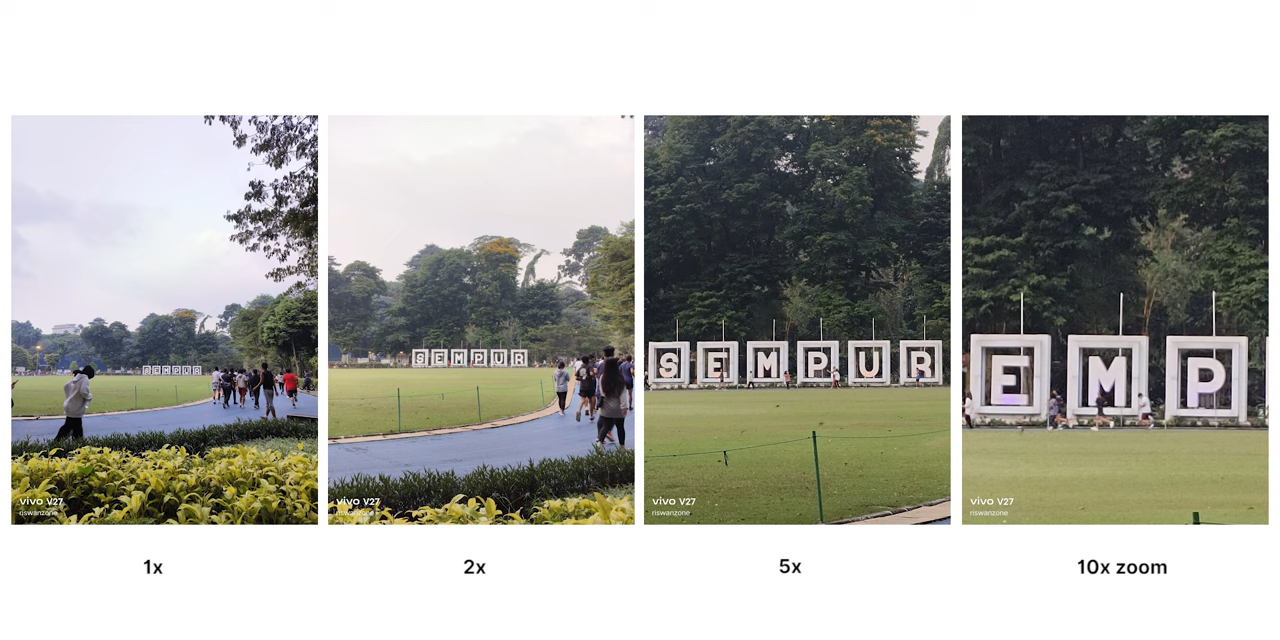 SEMPUR
vivo V27
riswanzone
SEMPUR
vivo V27
riswanzone
SEMPUR
vivo V27
riswanzone
EMP
vivo V27
riswanzone
1x
2x
5x
10x zoom